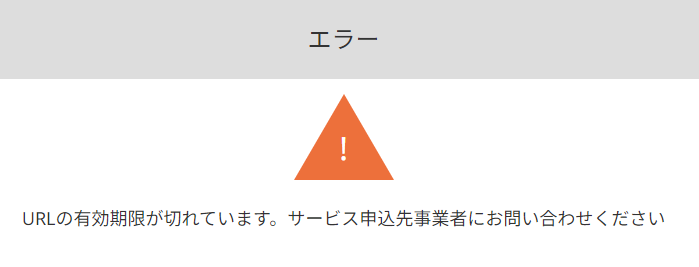 エラー
!
URLの有効期限が切れています。サービス申込先事業者にお問い合わせください